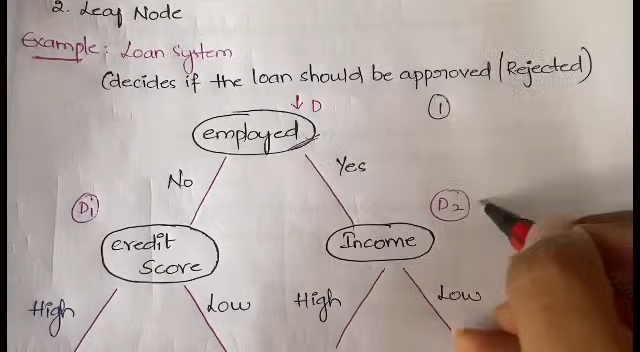 2. Leaf Node
Example: Loan System
(decides if the loan should be approved/Rejected)
↓ D
①
employed
No
Yes
D1
D2
credit Score
Income
High
Low
High
Low